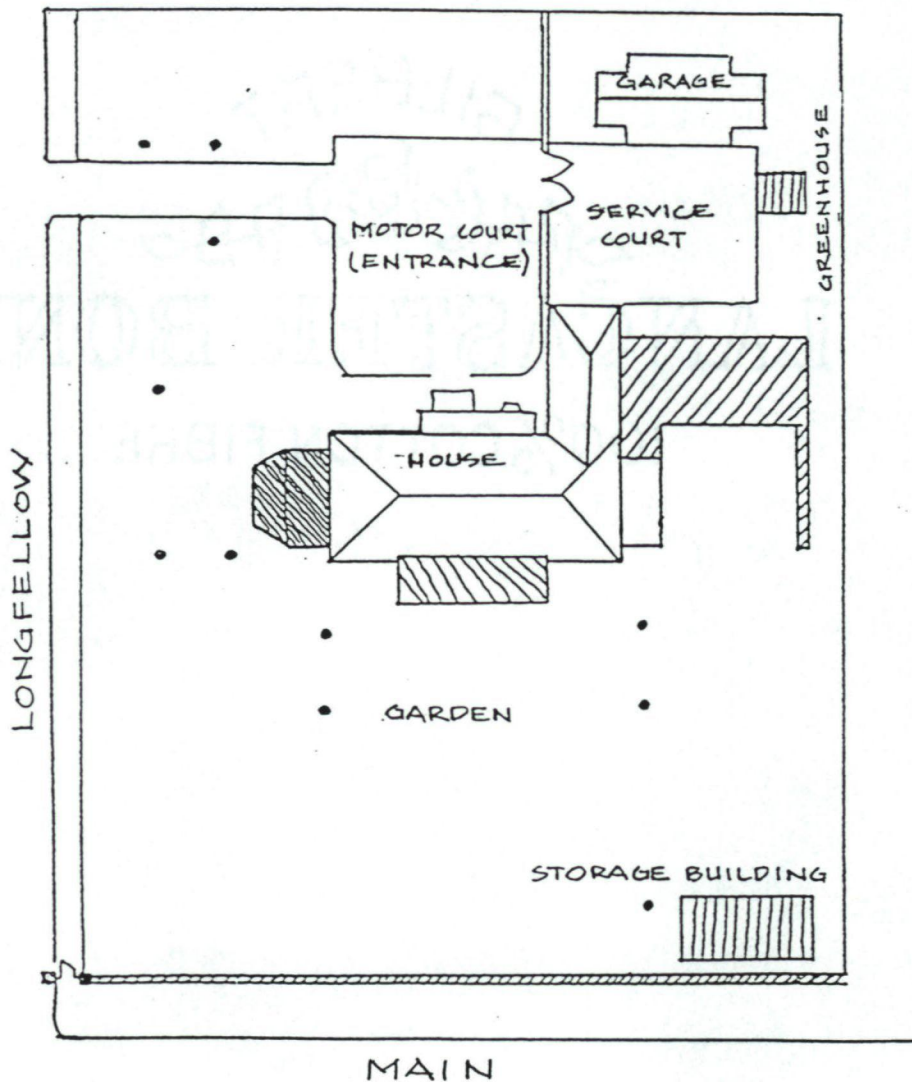 GARAGE
GREENHOUSE
SERVICE
COURT
MOTOR COURT
(ENTRANCE)
HOUSE
LONGFELLOW
GARDEN
STORAGE BUILDING
MAIN